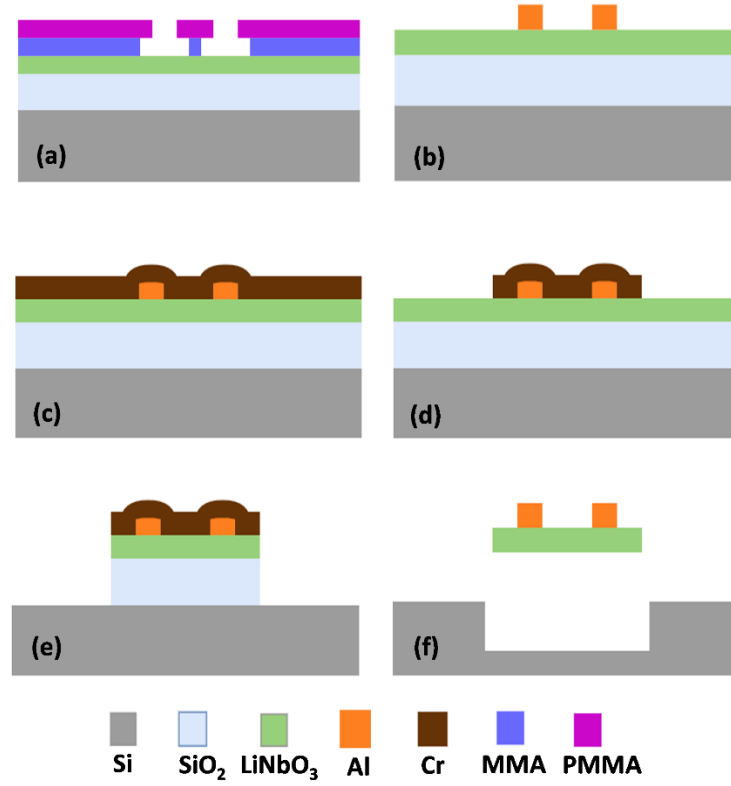 (a)
(b)
(c)
(d)
(e)
(f)
Si SiO₂ LiNbO₃ Al Cr MMA PMMA